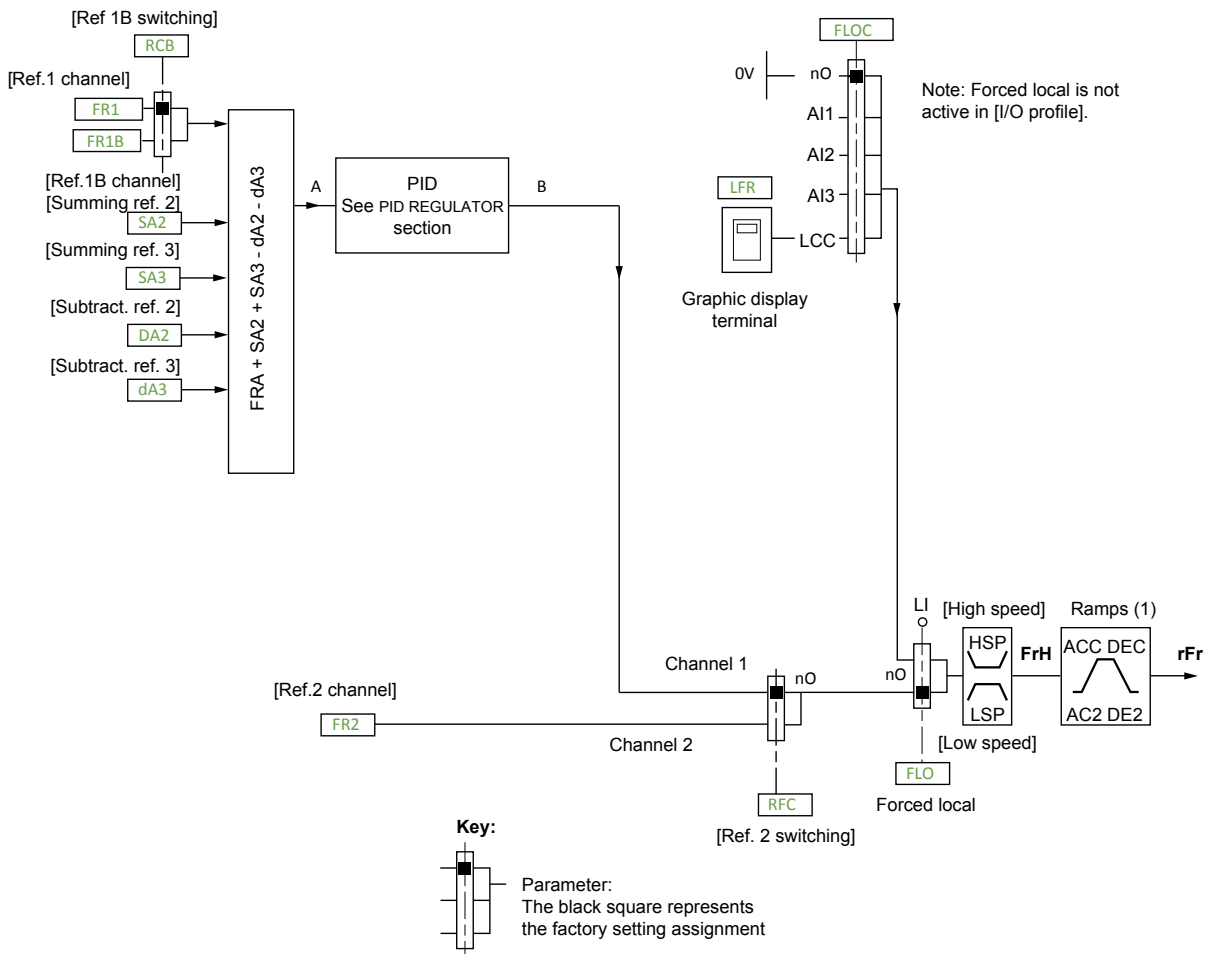 [Ref 1B switching]
RCB
[Ref.1 channel]
FR1
FR1B
[Ref.1B channel]
[Summing ref. 2]
SA2
[Summing ref. 3]
SA3
[Subtract. ref. 2]
DA2
[Subtract. ref. 3]
dA3
FRA + SA2 + SA3 - dA2 - dA3
A
PID
See PID REGULATOR
section
B
FLOC
0V
nO
AI1
AI2
AI3
LCC
LFR
Graphic display
terminal
Note: Forced local is not
active in [I/O profile].
[Ref.2 channel]
FR2
Channel 1
Channel 2
nO
RFC
[Ref. 2 switching]
LI
nO
FLO
Forced local
[High speed]
HSP
LSP
[Low speed]
FrH
Ramps (1)
ACC DEC
AC2 DE2
rFr
Key:
Parameter:
The black square represents
the factory setting assignment